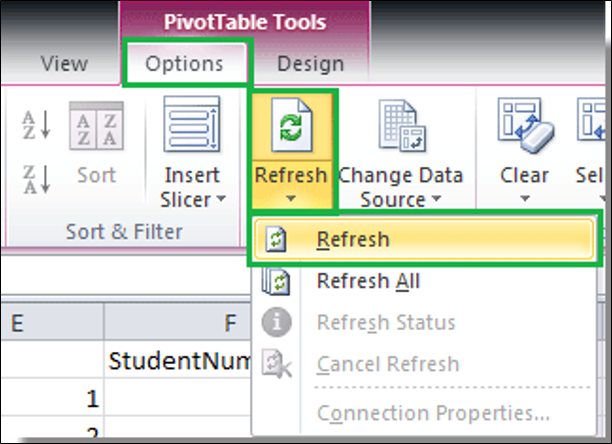 PivotTable Tools
View Options Design
A Z Sort
Z A
A Z Z A
Insert Slicer
Refresh
Change Data Source
Clear
Sel
Sort & Filter
Refresh
Refresh All
Refresh Status
Cancel Refresh
Connection Properties...
E F
StudentNum
1
2